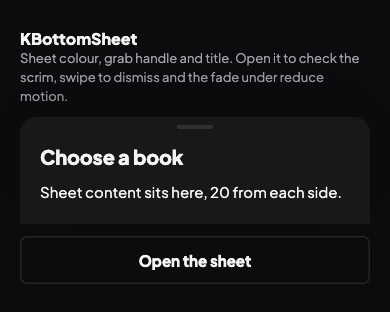 KBottomSheet
Sheet colour, grab handle and title. Open it to check the
scrim, swipe to dismiss and the fade under reduce
motion.
Choose a book
Sheet content sits here, 20 from each side.
Open the sheet